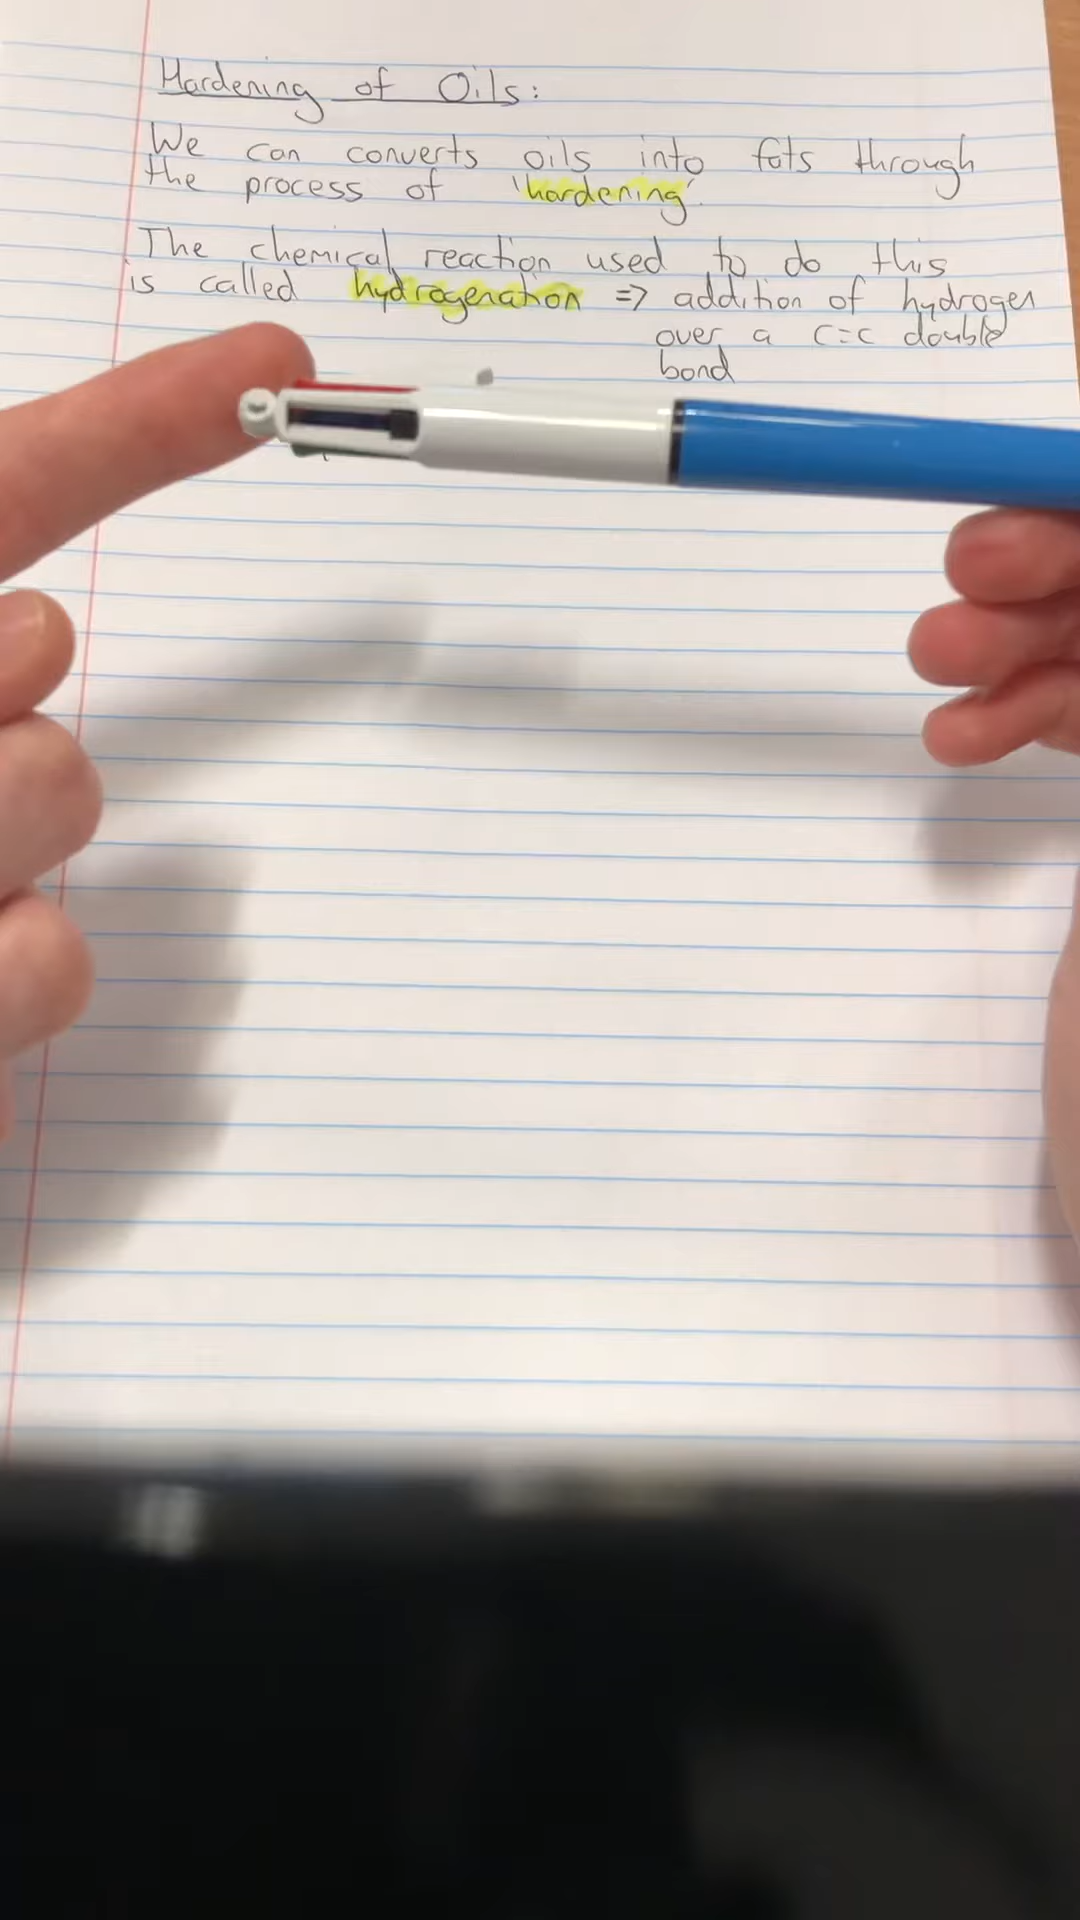 Hardening of Oils:
We can converts oils into fats through
the process of 'hardening'.
The chemical reaction used to do this
is called hydrogenation => addition of hydrogen
over a C=C double
bond